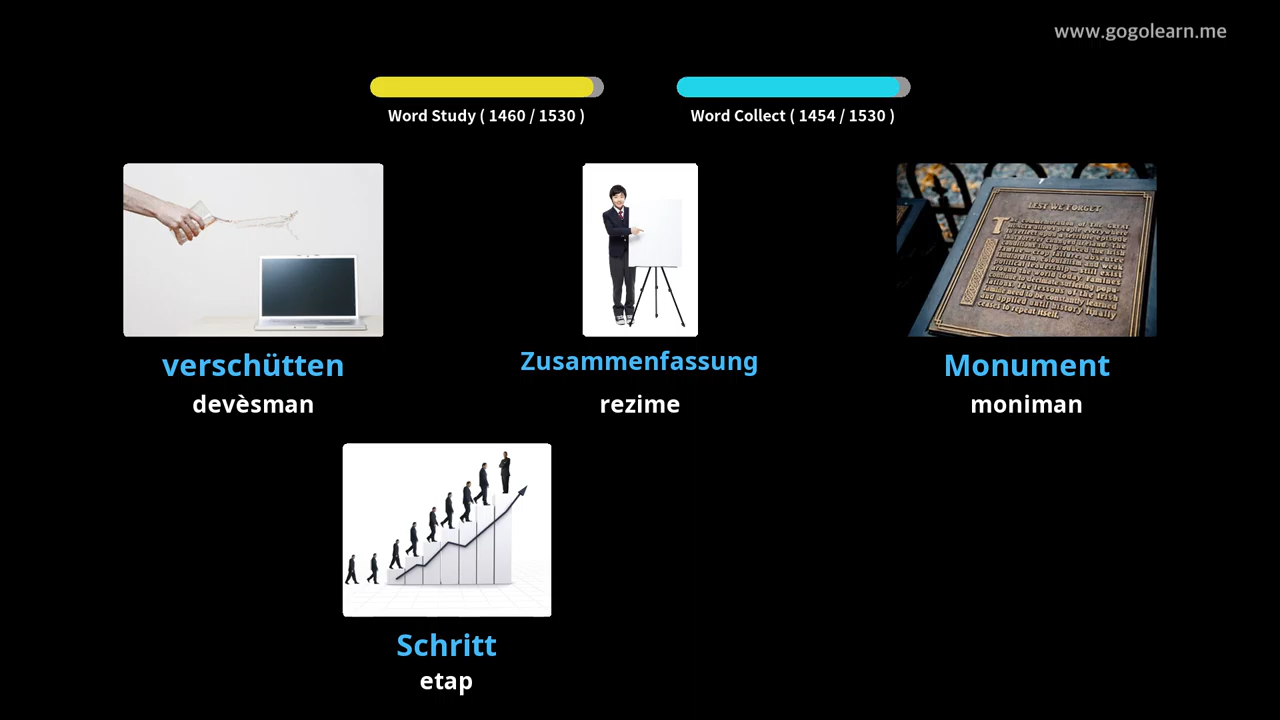 www.gogolearn.me
Word Study ( 1460 / 1530 )
Word Collect ( 1454 / 1530 )
LEST WE FORGET
verschütten
devèsman
Zusammenfassung
rezime
Monument
moniman
Schritt
etap